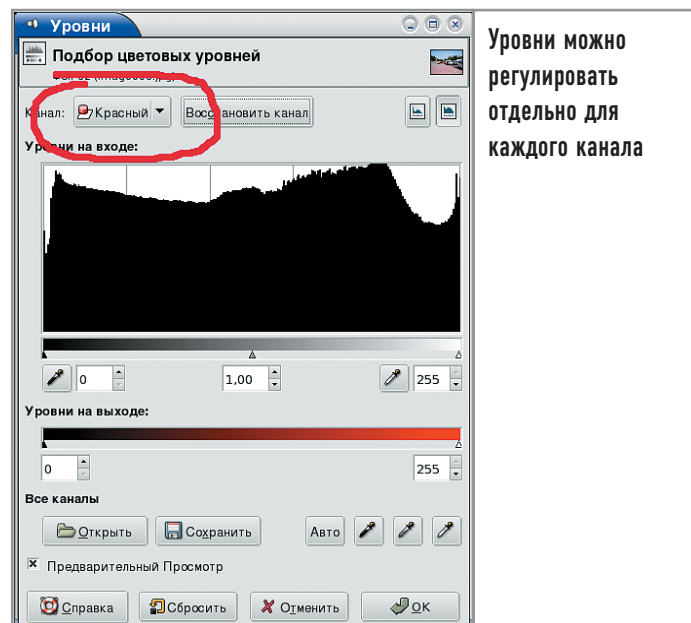 Уровни
Подбор цветовых уровней
Канал: Красный Восстановить канал
Уровни на входе:
0 1,00 255
Уровни на выходе:
0 255
Все каналы
Открыть Сохранить Авто
Предварительный Просмотр
Справка Сбросить Отменить OK
Уровни можно
регулировать
отдельно для
каждого канала